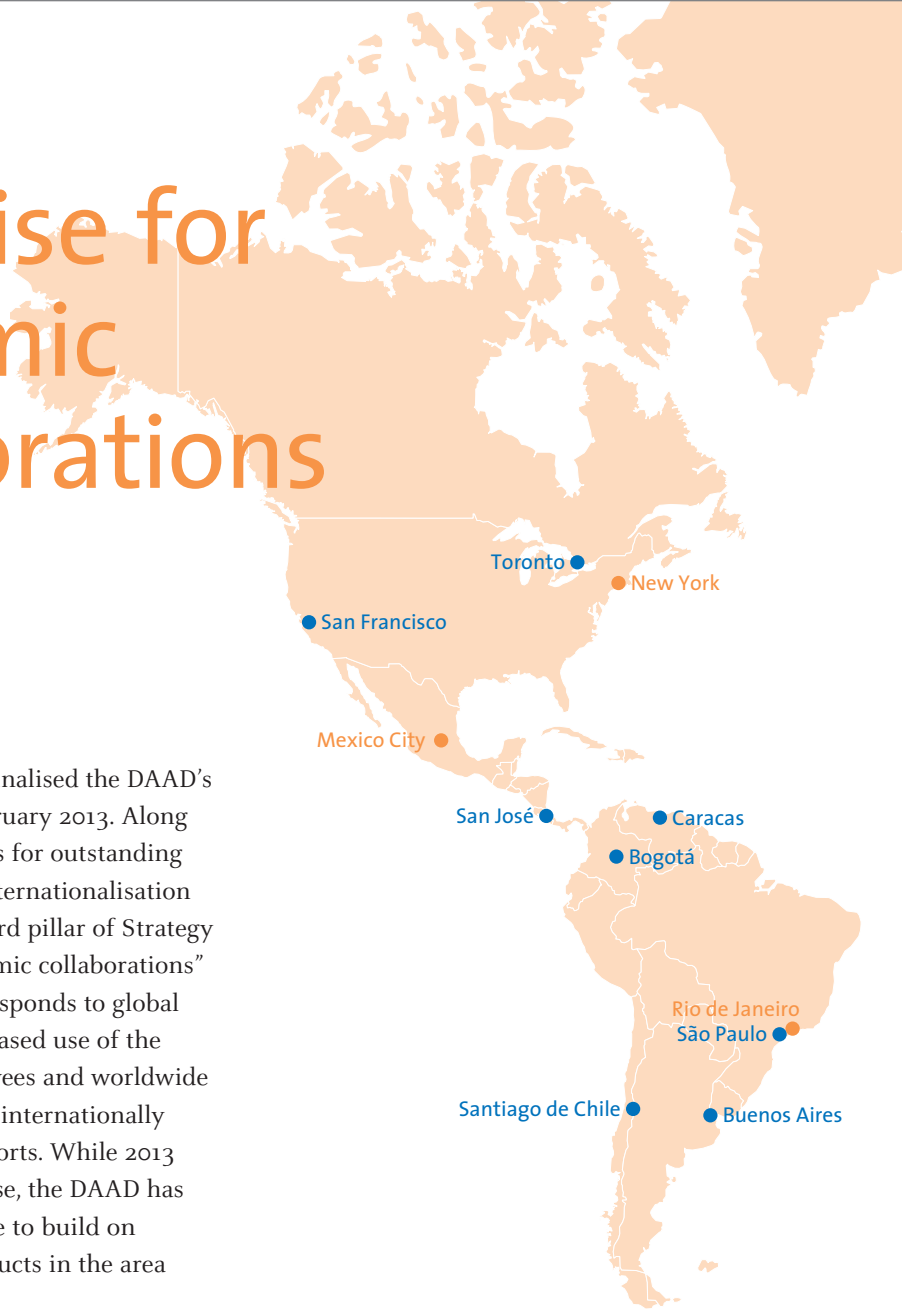 ise for
mic
orations
Toronto
New York
San Francisco
Mexico City
San José
Caracas
Bogotá
Rio de Janeiro
São Paulo
Santiago de Chile
Buenos Aires
nalised the DAAD’s
ruary 2013. Along
s for outstanding
ternationalisation
rd pillar of Strategy
mic collaborations”
sponds to global
ased use of the
yees and worldwide
internationally
orts. While 2013
se, the DAAD has
e to build on
ucts in the area